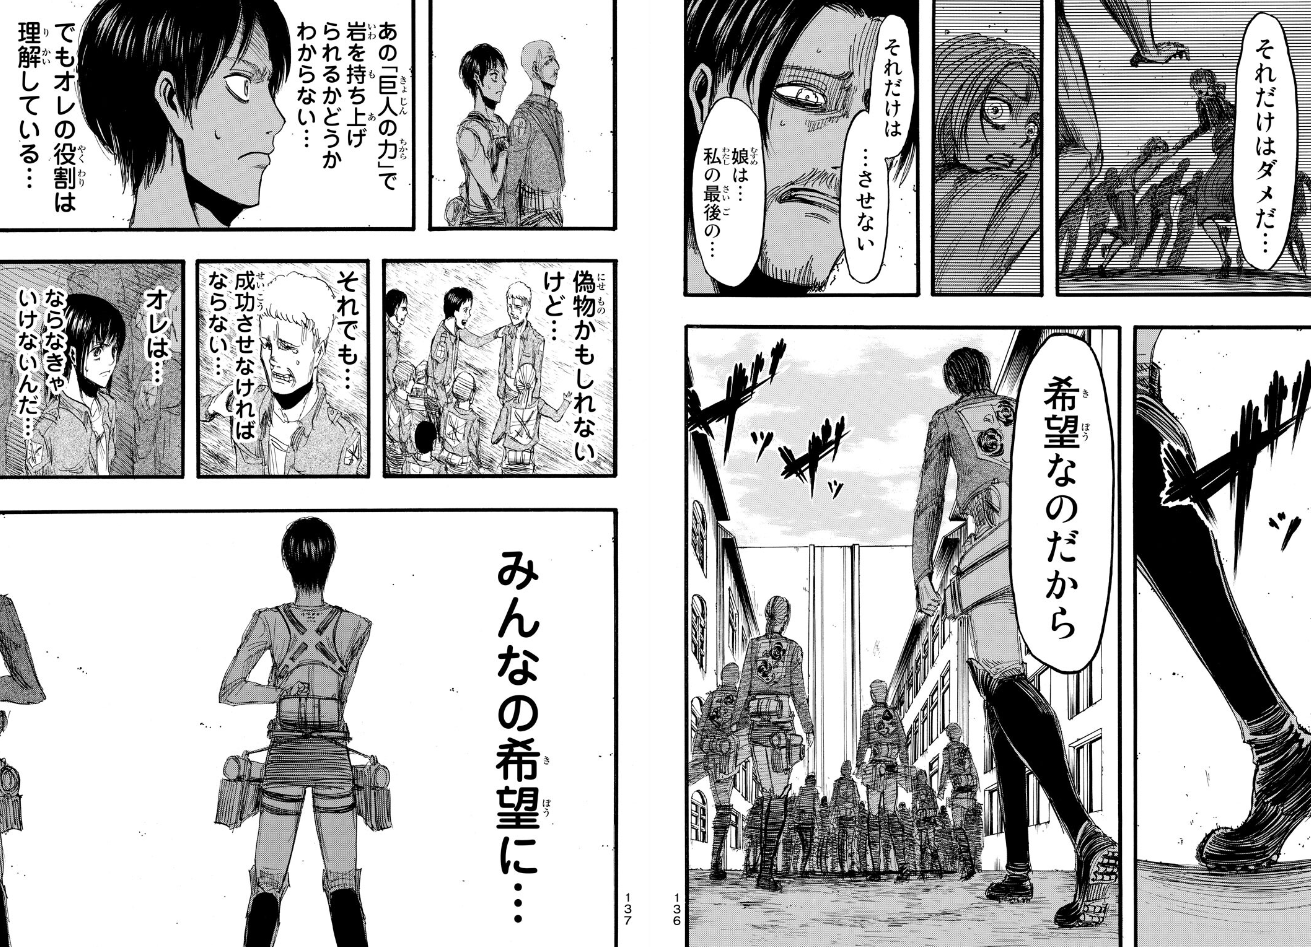 それだけはダメだ…
それだけは
…させない
娘は…
私の最後の…
希望なのだから
ザッ
ザッ
ザッ
136
あの「巨人の力」で
岩を持ち上げ
られるかどうか
わからない…
でもオレの役割は
理解している…
偽物かもしれない
けど…
それでも…
成功させなければ
ならない…
オレは…
ならなきゃ
いけないんだ…
みんなの希望に…
137